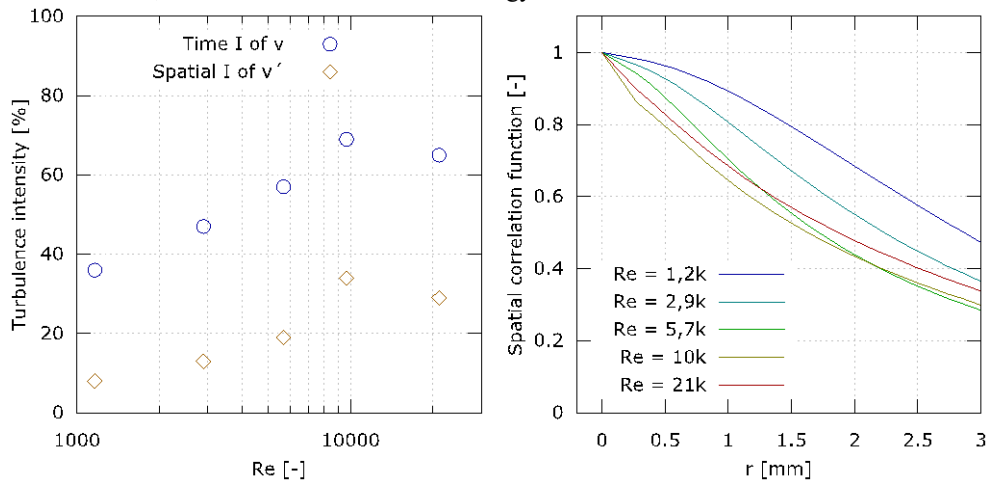 gy
100
80
60
40
20
0
Turbulence intensity [%]
Time I of v
Spatial I of v´
1000
10000
Re [-]
1
0.8
0.6
0.4
0.2
0
Spatial correlation function [-]
Re = 1,2k
Re = 2,9k
Re = 5,7k
Re = 10k
Re = 21k
0
0.5
1
1.5
2
2.5
3
r [mm]